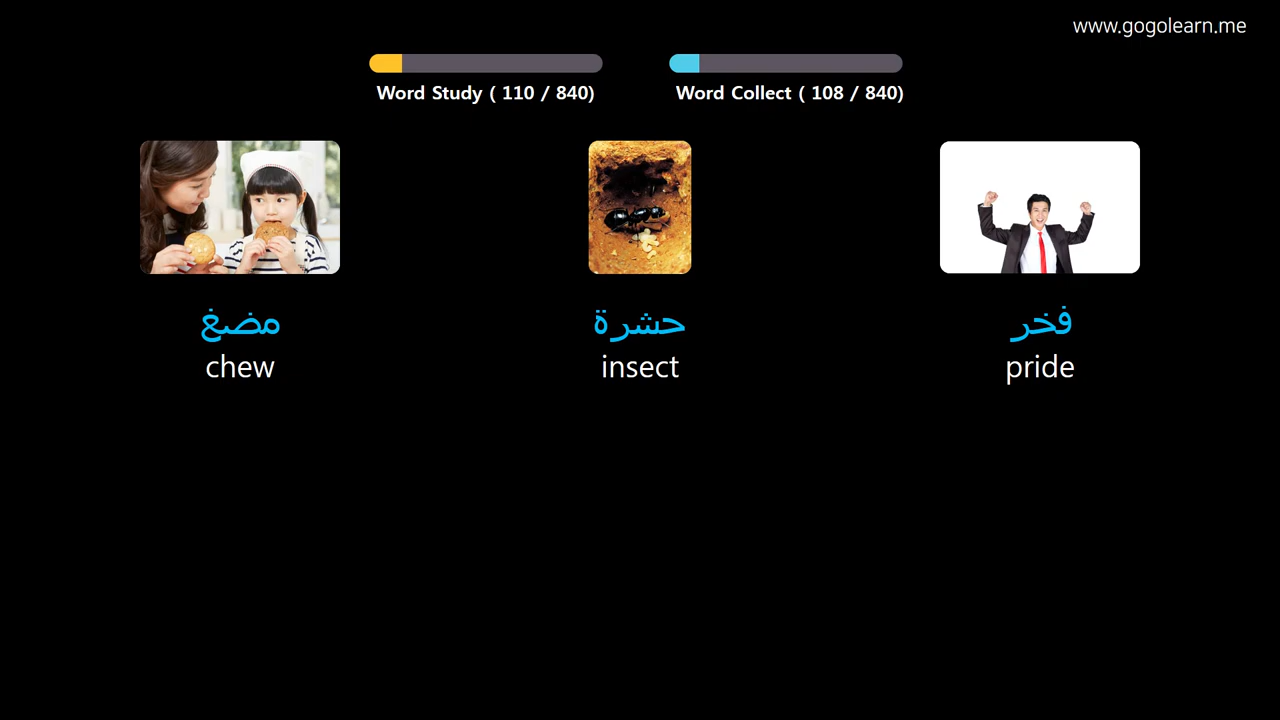 www.gogolearn.me
Word Study ( 110 / 840)
Word Collect ( 108 / 840)
مضغ
chew
حشرة
insect
فخر
pride